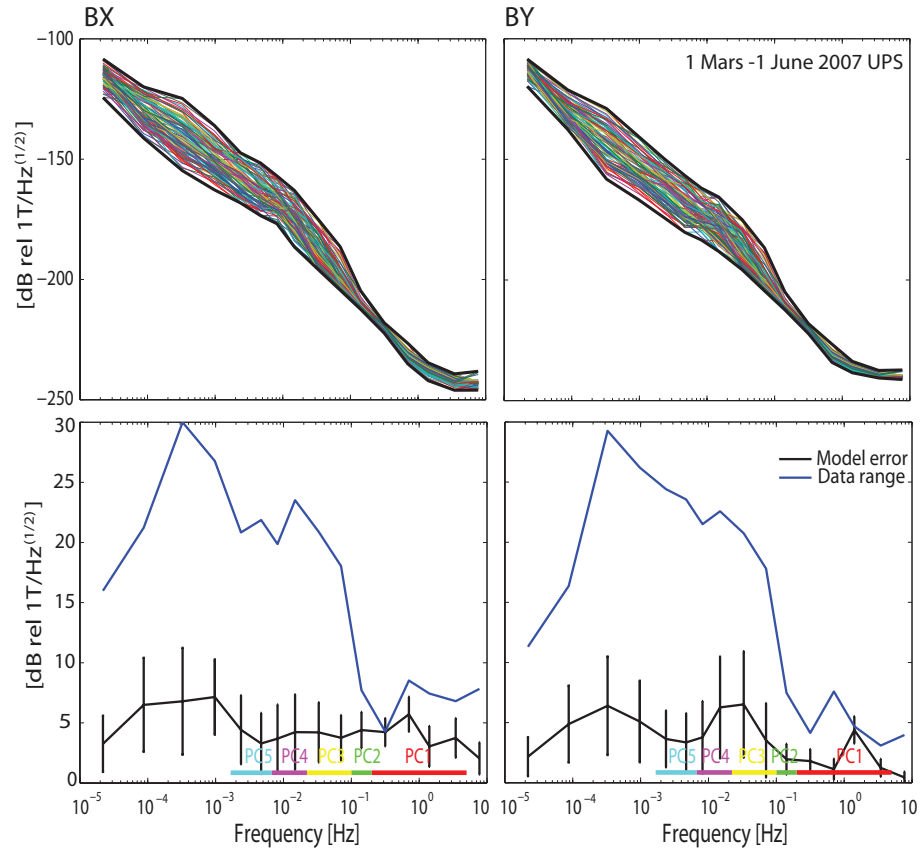 BX
BY
1 Mars -1 June 2007 UPS
[dB rel 1T/Hz^(1/2)]
−100
−150
−200
−250
[dB rel 1T/Hz^(1/2)]
30
25
20
15
10
5
0
PC5 PC4 PC3 PC2 PC1
10^−5 10^−4 10^−3 10^−2 10^−1 10^0 10
Frequency [Hz]
Model error
Data range
PC5 PC4 PC3 PC2 PC1
10^−5 10^−4 10^−3 10^−2 10^−1 10^0 10
Frequency [Hz]